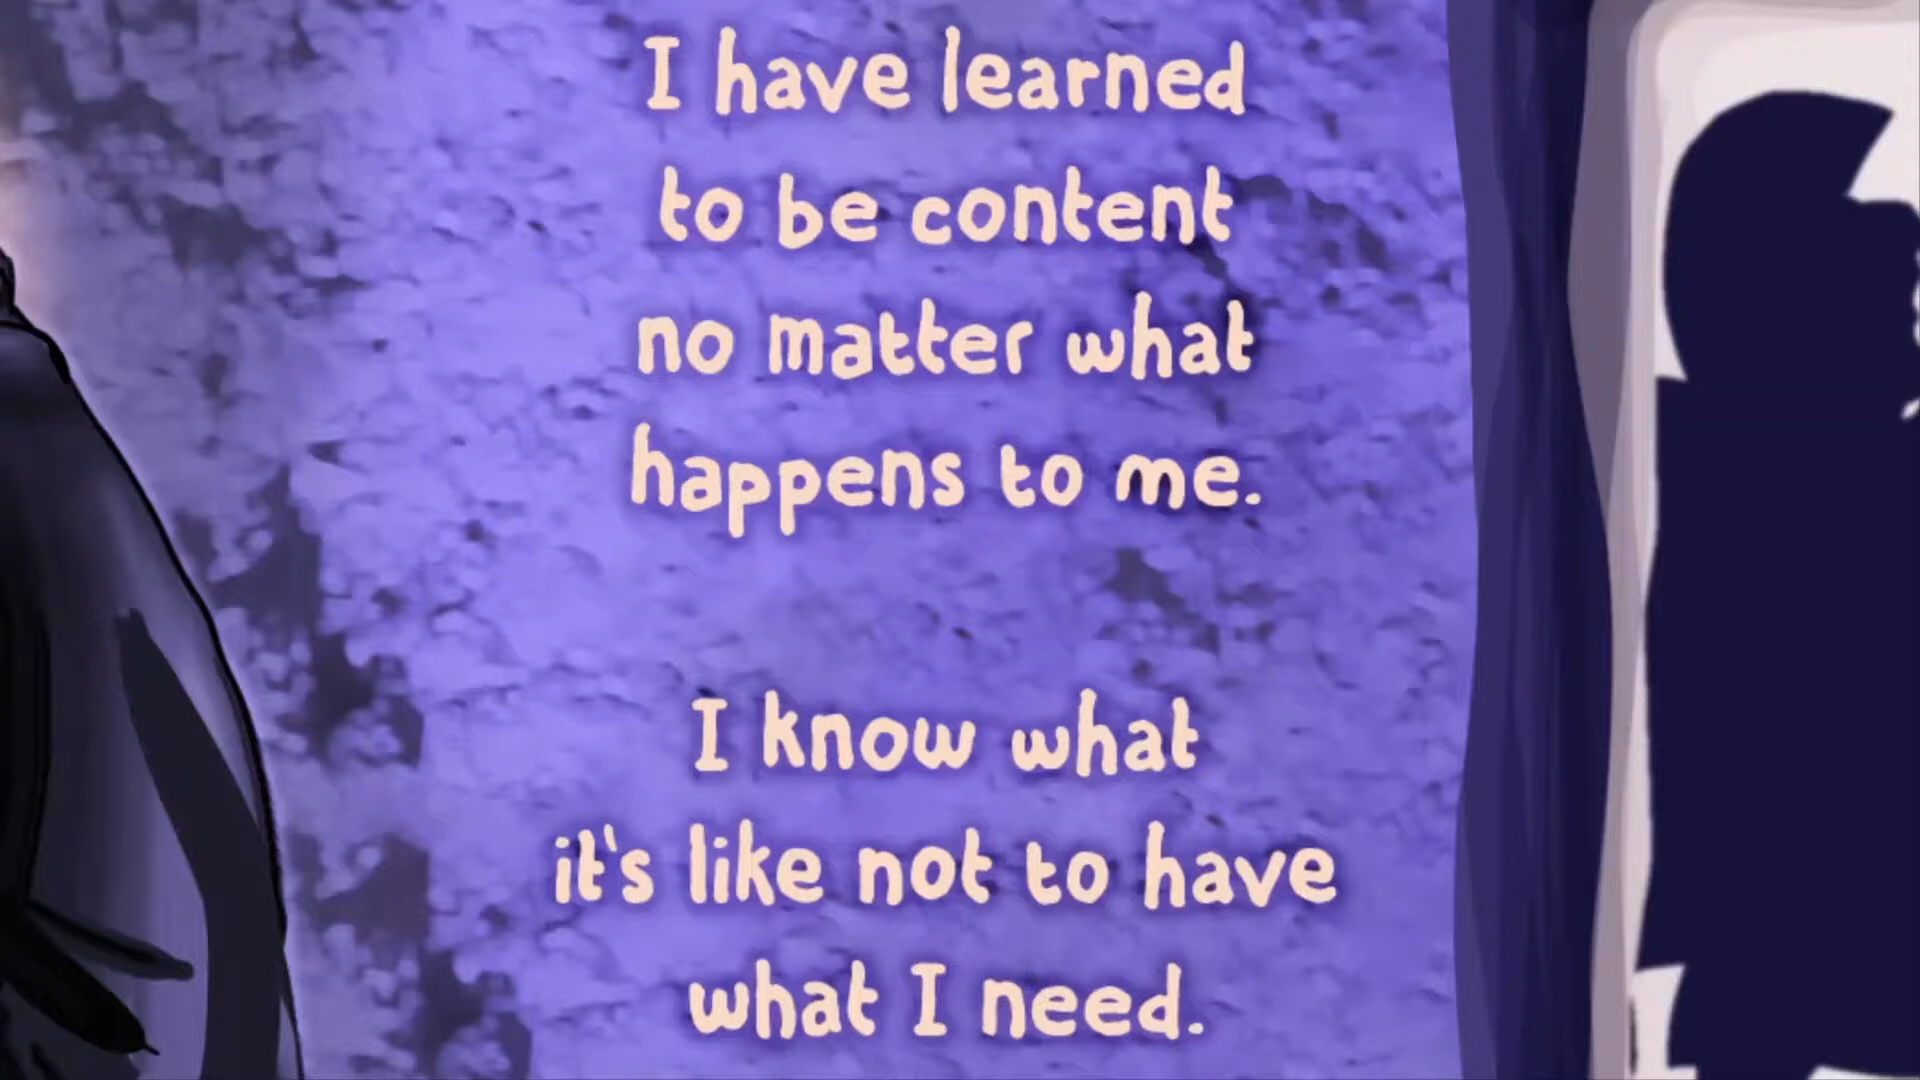 I have learned
to be content
no matter what
happens to me.
I know what
it's like not to have
what I need.